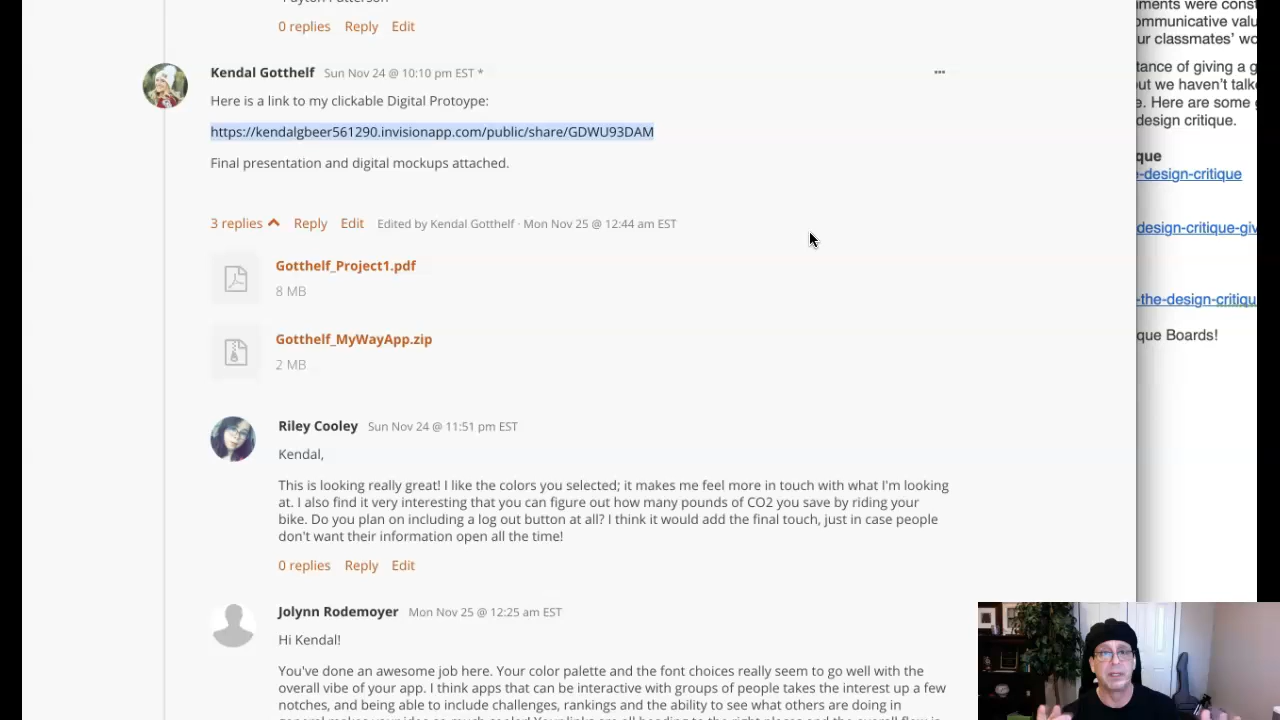 0 replies Reply Edit
Kendal Gotthelf Sun Nov 24 @ 10:10 pm EST *
Here is a link to my clickable Digital Protoype:
https://kendalgbeer561290.invisionapp.com/public/share/GDWU93DAM
Final presentation and digital mockups attached.
3 replies Reply Edit Edited by Kendal Gotthelf · Mon Nov 25 @ 12:44 am EST
Gotthelf_Project1.pdf
8 MB
Gotthelf_MyWayApp.zip
2 MB
Riley Cooley Sun Nov 24 @ 11:51 pm EST
Kendal,
This is looking really great! I like the colors you selected; it makes me feel more in touch with what I'm looking
at. I also find it very interesting that you can figure out how many pounds of CO2 you save by riding your
bike. Do you plan on including a log out button at all? I think it would add the final touch, just in case people
don't want their information open all the time!
0 replies Reply Edit
Jolynn Rodemoyer Mon Nov 25 @ 12:25 am EST
Hi Kendal!
You've done an awesome job here. Your color palette and the font choices really seem to go well with the
overall vibe of your app. I think apps that can be interactive with groups of people takes the interest up a few
notches, and being able to include challenges, rankings and the ability to see what others are doing in
ments were const
ommunicative valu
ur classmates' wo
tance of giving a g
ut we haven't talk
e. Here are some g
design critique.
que
e-design-critique
design-critique-giv
-the-design-critiqu
que Boards!